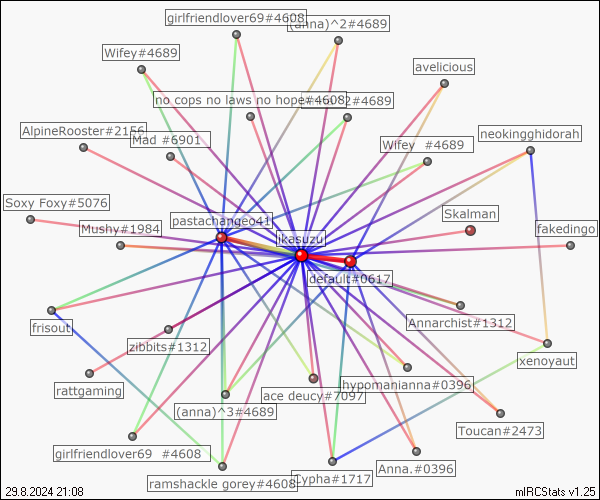 girlfriendlover69#4608
(anna)^2#4689
Wifey#4689
avelicious
no cops no laws no hope#4608
2#4689
AlpineRooster#2156
Mad #6901
neokingghidorah
Wifey #4689
Soxy Foxy#5076
pastachangeo41
Skalman
Mushy#1984
ikasuzu
fakedingo
default#0617
frisout
Annarchist#1312
zibbits#1312
xenoyaut
rattgaming
ace deucy#7097
hypomanianna#0396
(anna)^3#4689
Toucan#2473
girlfriendlover69 #4608
Anna.#0396
ramshackle gorey#4608
Cypha#1717
29.8.2024 21:08
mIRCStats v1.25